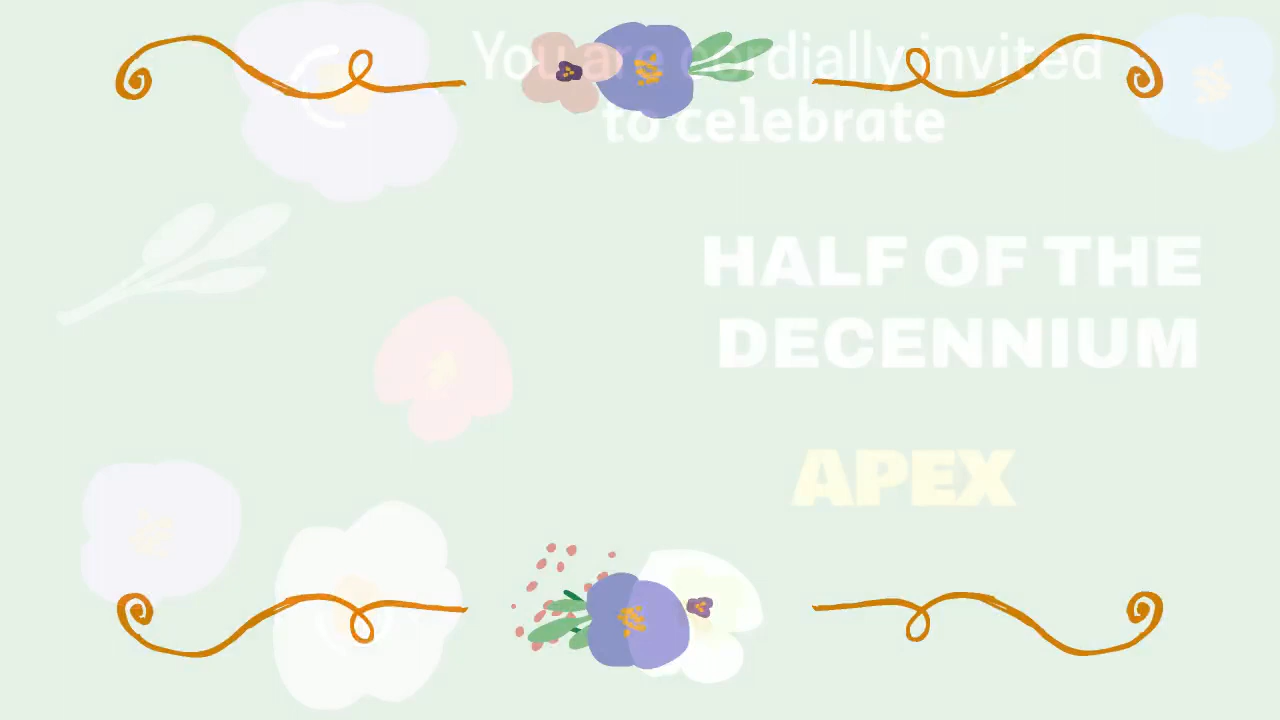 You are cordially invited
to celebrate
HALF OF THE
DECENNIUM
APEX